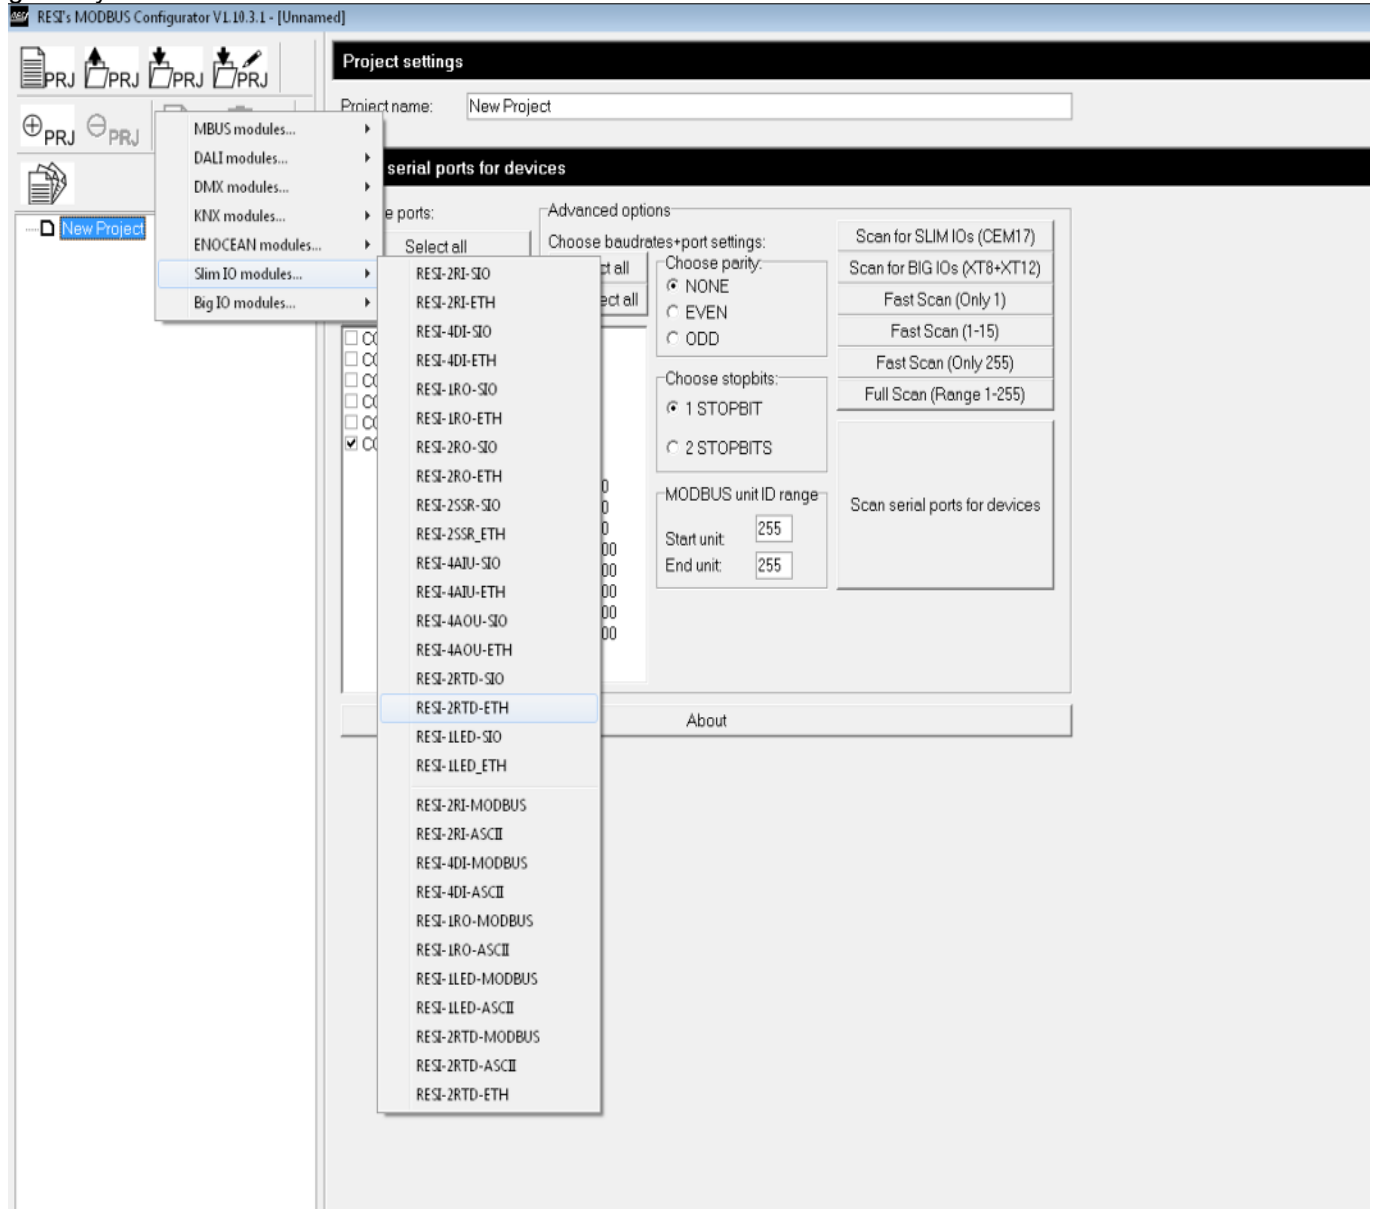 RESI's MODBUS Configurator V1.10.3.1 - [Unnamed]
PRJ PRJ PRJ PRJ
PRJ PRJ
New Project
MBUS modules...
DALI modules...
DMX modules...
KNX modules...
ENOCEAN modules...
Slim IO modules...
Big IO modules...
RESI-2RI-SIO
RESI-2RI-ETH
RESI-4DI-SIO
RESI-4DI-ETH
RESI-1RO-SIO
RESI-1RO-ETH
RESI-2RO-SIO
RESI-2RO-ETH
RESI-2SSR-SIO
RESI-2SSR_ETH
RESI-4AIU-SIO
RESI-4AIU-ETH
RESI-4AOU-SIO
RESI-4AOU-ETH
RESI-2RTD-SIO
RESI-2RTD-ETH
RESI-1LED-SIO
RESI-1LED_ETH
RESI-2RI-MODBUS
RESI-2RI-ASCII
RESI-4DI-MODBUS
RESI-4DI-ASCII
RESI-1RO-MODBUS
RESI-1RO-ASCII
RESI-1LED-MODBUS
RESI-1LED-ASCII
RESI-2RTD-MODBUS
RESI-2RTD-ASCII
RESI-2RTD-ETH
Project settings
Project name: New Project
serial ports for devices
ports:
Select all
Advanced options
Choose baudrates+port settings:
Choose parity:
NONE
EVEN
ODD
Choose stopbits:
1 STOPBIT
2 STOPBITS
MODBUS unit ID range
Start unit: 255
End unit: 255
Scan for SLIM IOs (CEM17)
Scan for BIG IOs (XT8+XT12)
Fast Scan (Only 1)
Fast Scan (1-15)
Fast Scan (Only 255)
Full Scan (Range 1-255)
Scan serial ports for devices
About